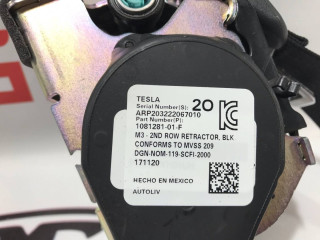 TESLA
Serial Number(S): 20
ARP203222067010
Part Number(P):
1081281-01-F
M3 - 2ND ROW RETRACTOR, BLK
CONFORMS TO MVSS 209
DGN-NOM-119-SCFI-2000
171120
HECHO EN MEXICO
AUTOLIV